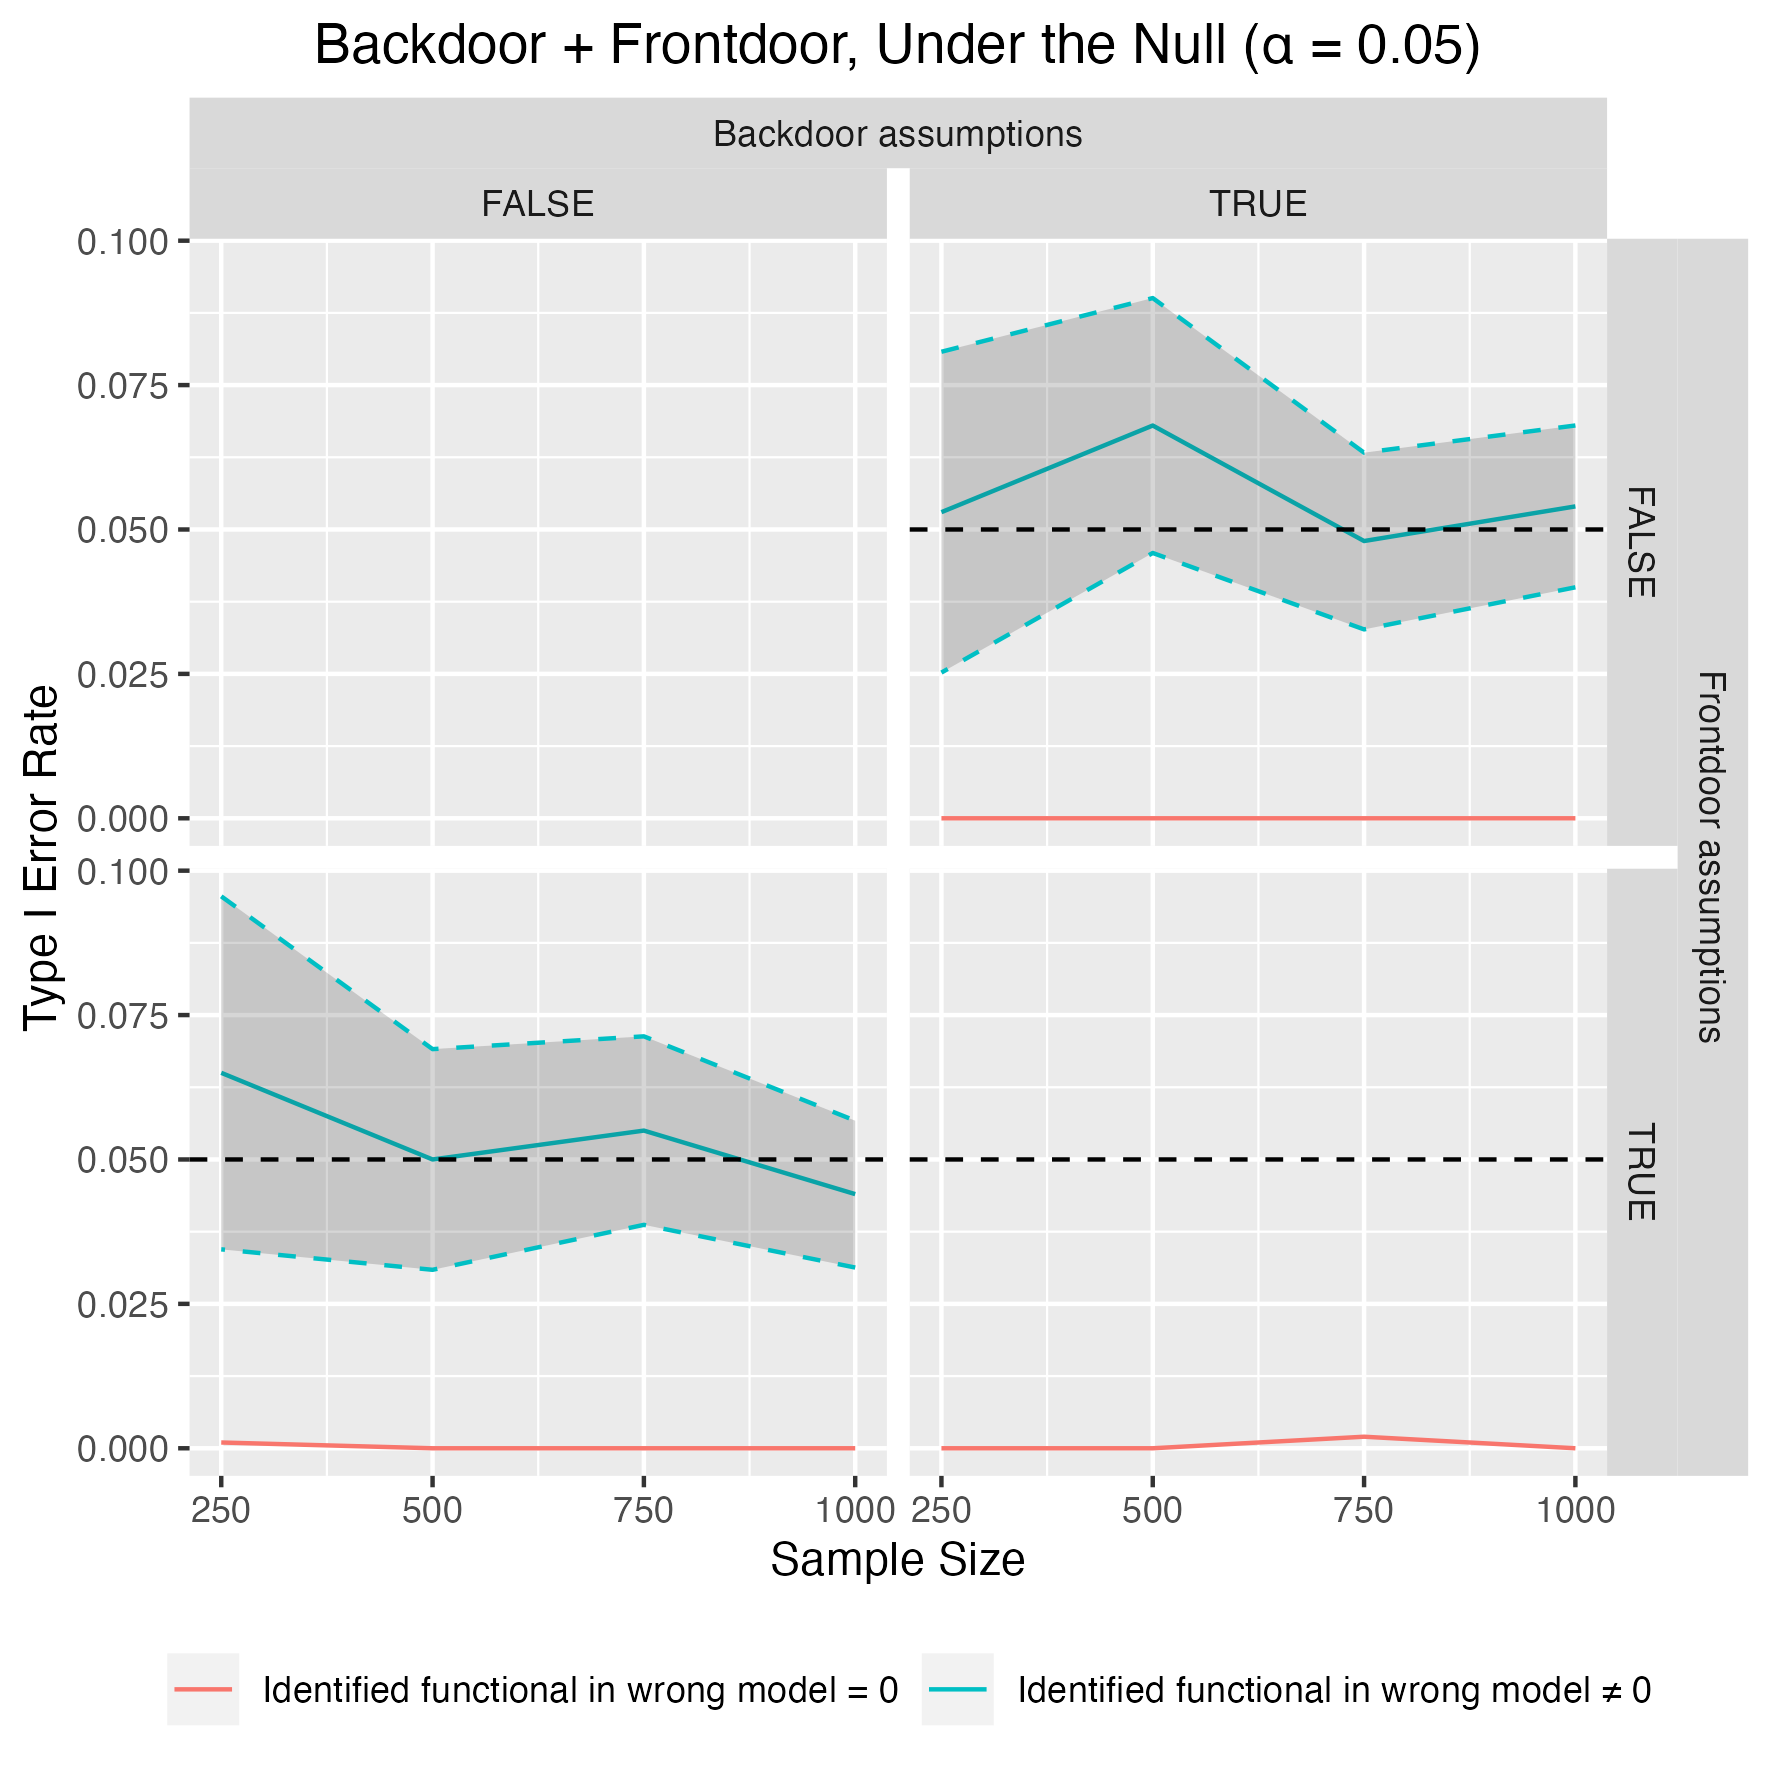 Backdoor + Frontdoor, Under the Null (α = 0.05)
Backdoor assumptions
FALSE
TRUE
0.100
0.075
0.050
0.025
0.000
FALSE
0.100
0.075
0.050
0.025
0.000
TRUE
Frontdoor assumptions
Type I Error Rate
250 500 750 1000 250 500 750 1000
Sample Size
Identified functional in wrong model = 0
Identified functional in wrong model ≠ 0